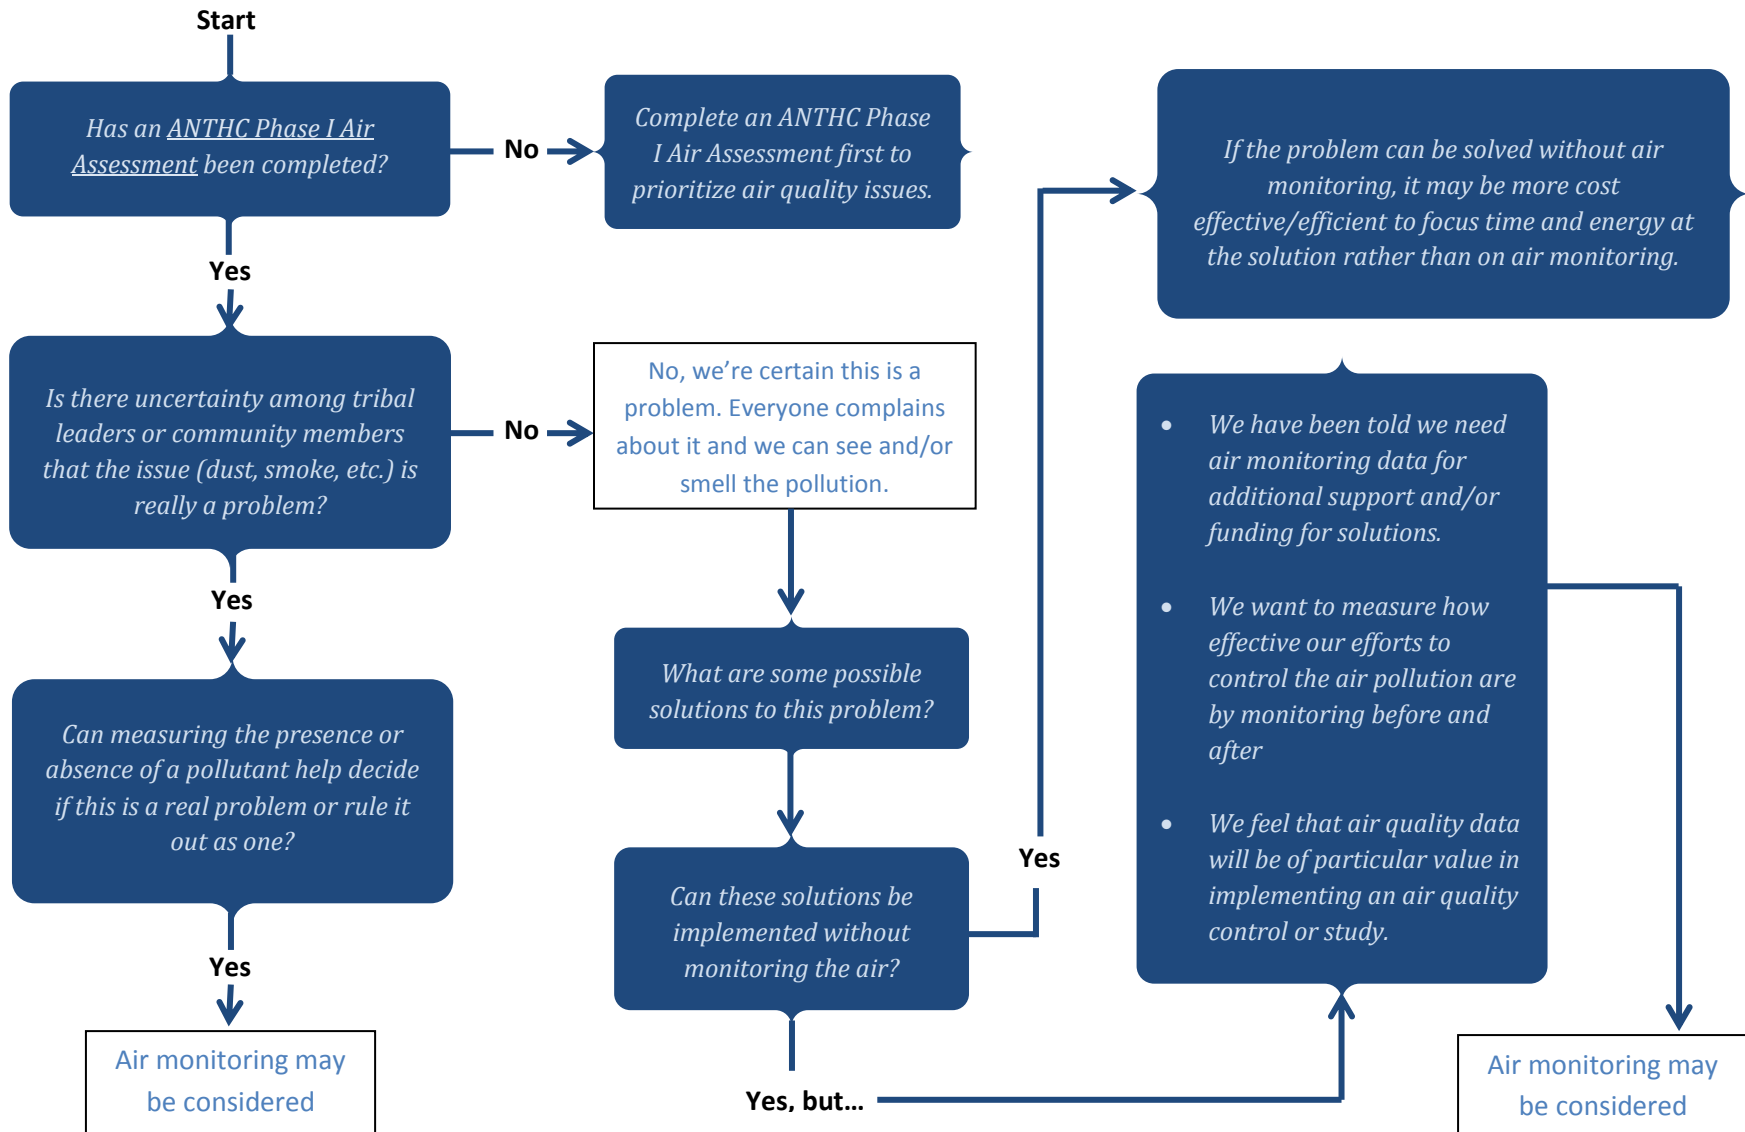 Start
Has an ANTHC Phase I Air
Assessment been completed?
No
Complete an ANTHC Phase
I Air Assessment first to
prioritize air quality issues.
Yes
Is there uncertainty among tribal
leaders or community members
that the issue (dust, smoke, etc.) is
really a problem?
No
No, we’re certain this is a
problem. Everyone complains
about it and we can see and/or
smell the pollution.
Yes
Can measuring the presence or
absence of a pollutant help decide
if this is a real problem or rule it
out as one?
Yes
Air monitoring may
be considered
What are some possible
solutions to this problem?
Can these solutions be
implemented without
monitoring the air?
Yes
If the problem can be solved without air
monitoring, it may be more cost
effective/efficient to focus time and energy at
the solution rather than on air monitoring.
Yes, but…
• We have been told we need
air monitoring data for
additional support and/or
funding for solutions.
• We want to measure how
effective our efforts to
control the air pollution are
by monitoring before and
after
• We feel that air quality data
will be of particular value in
implementing an air quality
control or study.
Air monitoring may
be considered